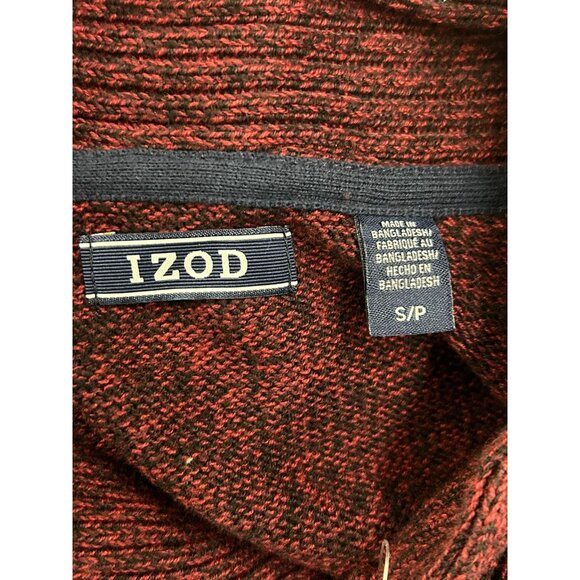 IZOD
MADE IN
BANGLADESH/
FABRIQUÉ AU
BANGLADESH/
HECHO EN
BANGLADESH
S/P